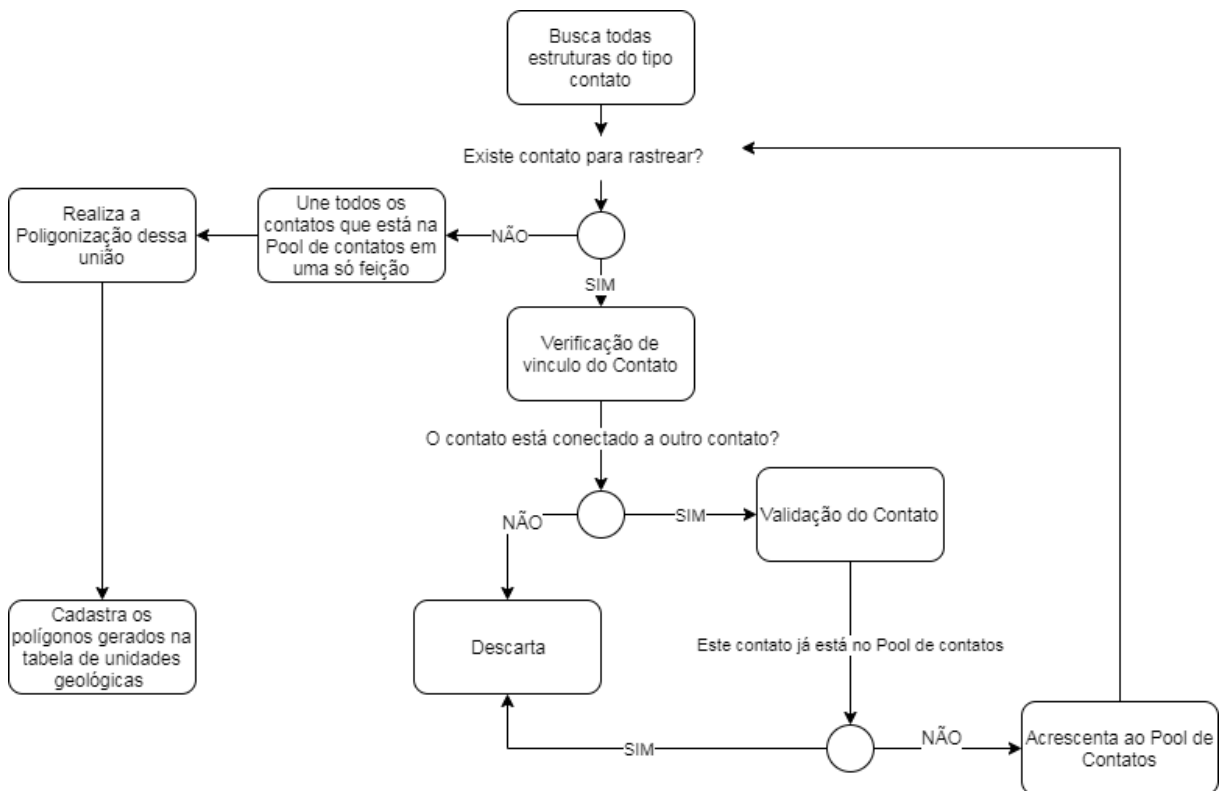 Busca todas
estruturas do tipo
contato
Existe contato para rastrear?
Realiza a
Poligonização dessa
união
Une todos os
contatos que está na
Pool de contatos em
uma só feição
NÃO
SIM
Verificação de
vinculo do Contato
O contato está conectado a outro contato?
NÃO
SIM
Validação do Contato
Cadastra os
polígonos gerados na
tabela de unidades
geológicas
Descarta
Este contato já está no Pool de contatos
SIM
NÃO
Acrescenta ao Pool de
Contatos